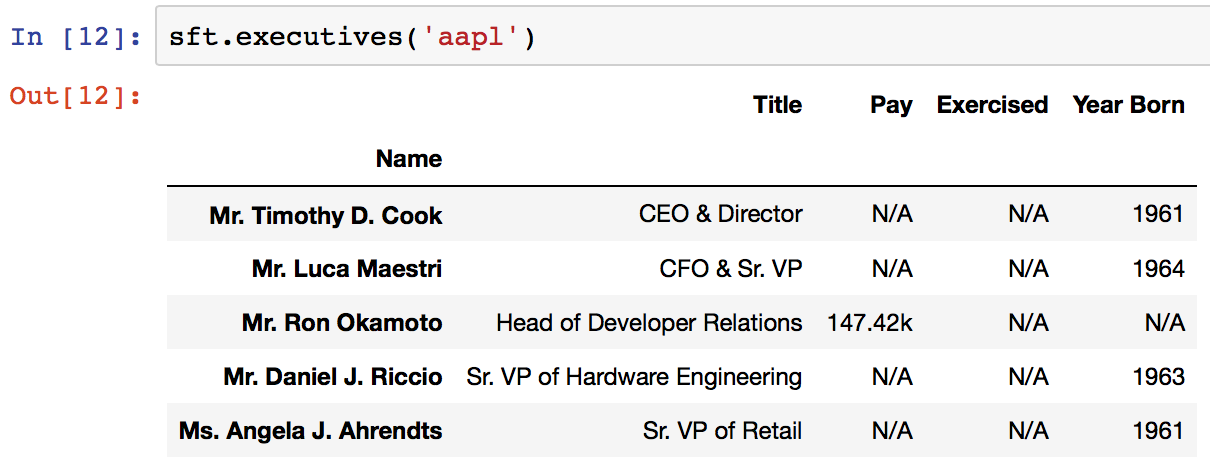 In [12]: sft.executives('aapl')
Out[12]:
Title Pay Exercised Year Born
Name
Mr. Timothy D. Cook CEO & Director N/A N/A 1961
Mr. Luca Maestri CFO & Sr. VP N/A N/A 1964
Mr. Ron Okamoto Head of Developer Relations 147.42k N/A N/A
Mr. Daniel J. Riccio Sr. VP of Hardware Engineering N/A N/A 1963
Ms. Angela J. Ahrendts Sr. VP of Retail N/A N/A 1961